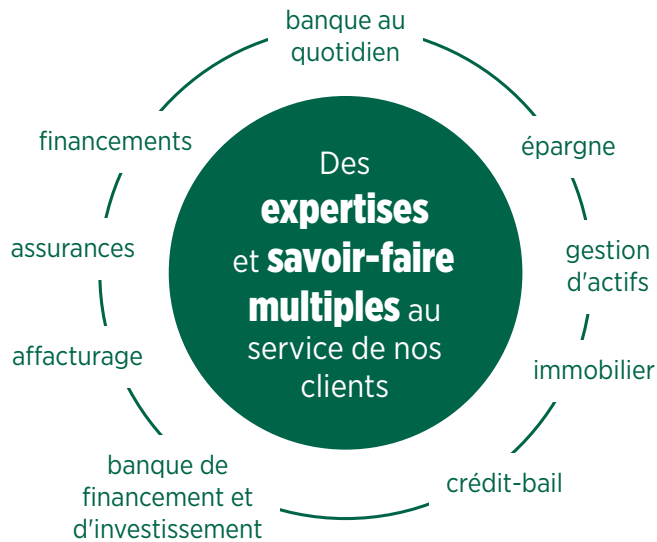 banque au
quotidien
financements
épargne
Des
expertises
et savoir-faire
multiples au
service de nos
clients
assurances
gestion
d'actifs
affacturage
immobilier
banque de
financement et
d'investissement
crédit-bail